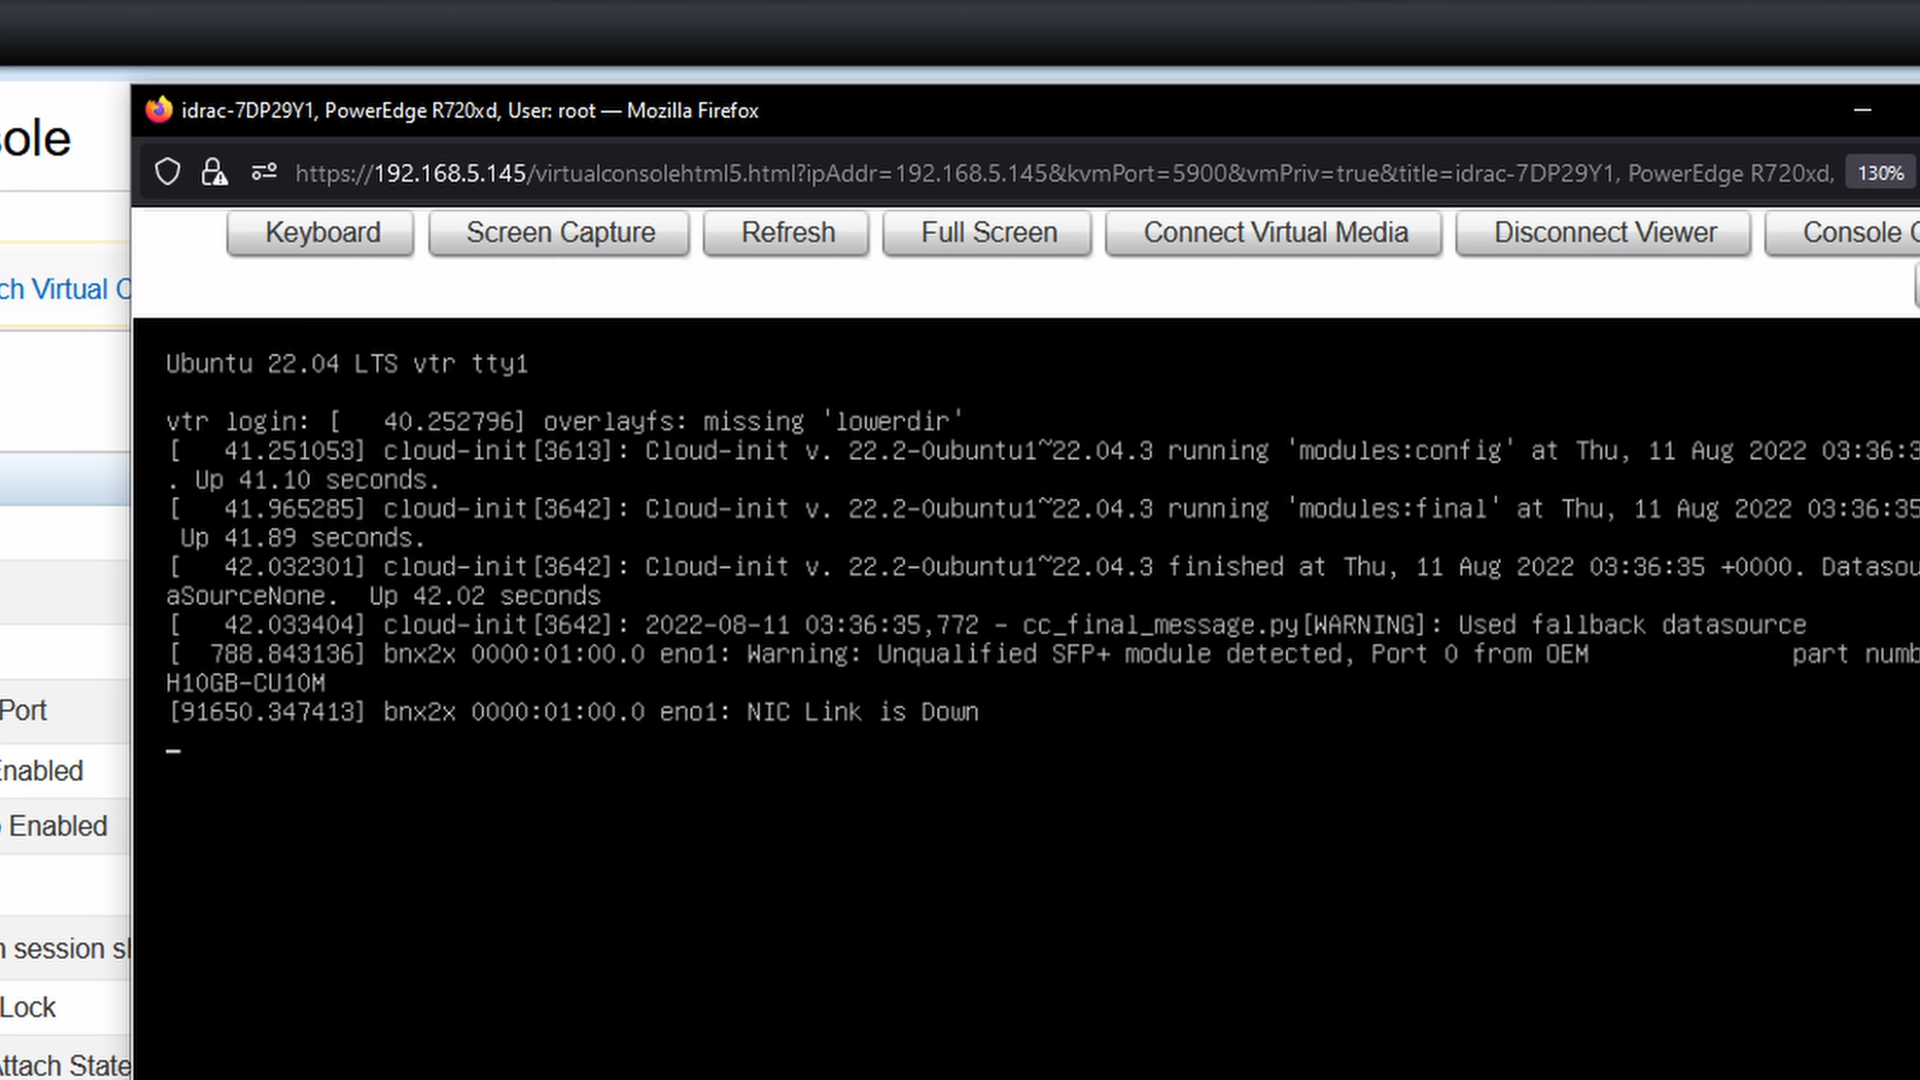 idrac-7DP29Y1, PowerEdge R720xd, User: root — Mozilla Firefox
https://192.168.5.145/virtualconsolehtml5.html?ipAddr=192.168.5.145&kvmPort=5900&vmPriv=true&title=idrac-7DP29Y1, PowerEdge R720xd, 130%
Keyboard Screen Capture Refresh Full Screen Connect Virtual Media Disconnect Viewer Console
Virtual
Port
Enabled
Enabled
session
Lock
Attach State
Ubuntu 22.04 LTS vtr tty1
vtr login: [   40.252796] overlayfs: missing 'lowerdir'
[   41.251053] cloud-init[3613]: Cloud-init v. 22.2-0ubuntu1~22.04.3 running 'modules:config' at Thu, 11 Aug 2022 03:36:3
. Up 41.10 seconds.
[   41.965285] cloud-init[3642]: Cloud-init v. 22.2-0ubuntu1~22.04.3 running 'modules:final' at Thu, 11 Aug 2022 03:36:35
Up 41.89 seconds.
[   42.032301] cloud-init[3642]: Cloud-init v. 22.2-0ubuntu1~22.04.3 finished at Thu, 11 Aug 2022 03:36:35 +0000. Datasou
aSourceNone.  Up 42.02 seconds
[   42.033404] cloud-init[3642]: 2022-08-11 03:36:35,772 - cc_final_message.py[WARNING]: Used fallback datasource
[  788.843136] bnx2x 0000:01:00.0 eno1: Warning: Unqualified SFP+ module detected, Port 0 from OEM              part numb
H10GB-CU10M
[91650.347413] bnx2x 0000:01:00.0 eno1: NIC Link is Down
_